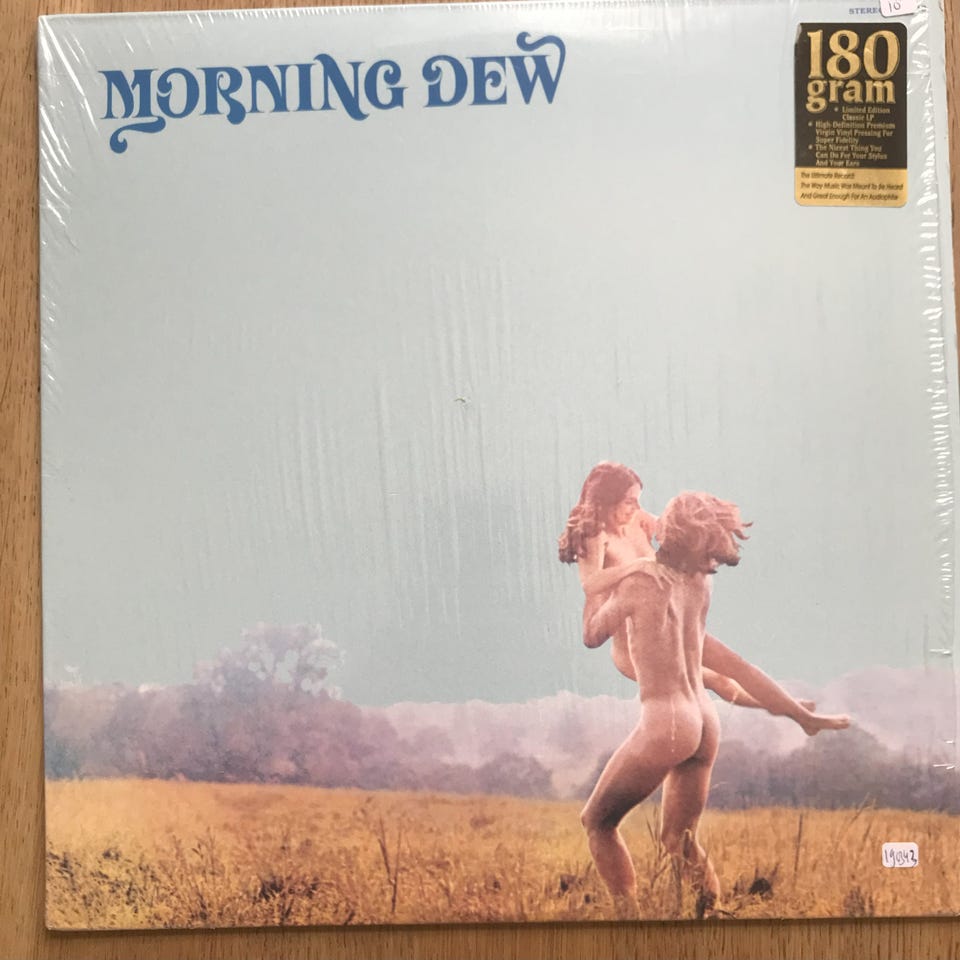 STEREO
10
MORNING DEW
180
gram
* Limited Edition
Classic LP
* High-Definition Premium
Virgin Vinyl Pressing For
Super Fidelity
* The Nicest Thing You
Can Do For Your Stylus
And Your Ears
The Ultimate Record:
The Way Music Was Meant To Be Heard
And Great Enough For An Audiophile